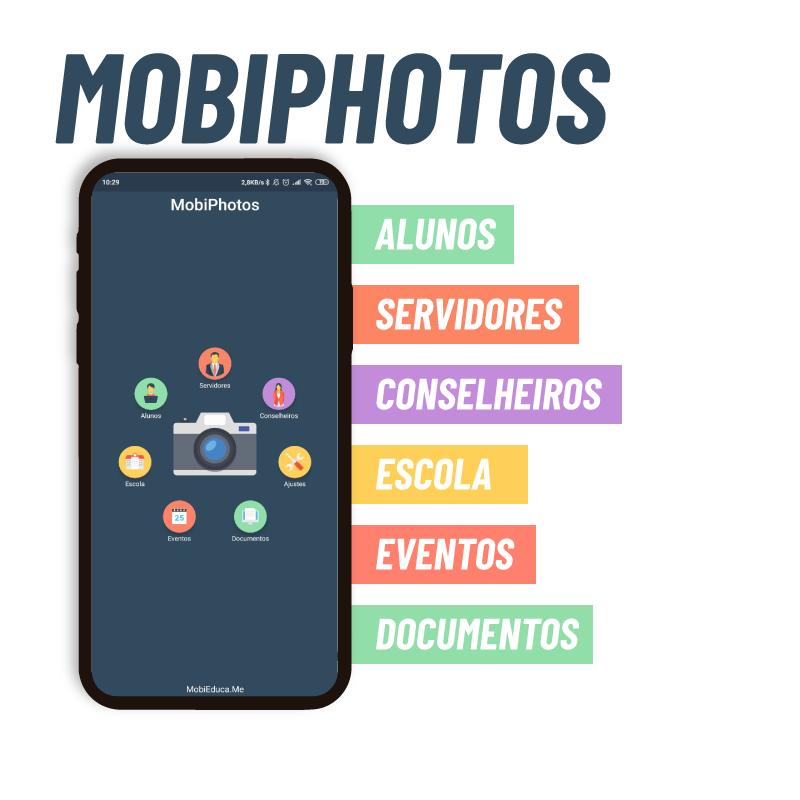 MOBIPHOTOS
10:29
2,8KB/s
MobiPhotos
Servidores
Alunos
Conselheiros
Escola
Ajustes
25
Eventos
Documentos
MobiEduca.Me
ALUNOS
SERVIDORES
CONSELHEIROS
ESCOLA
EVENTOS
DOCUMENTOS